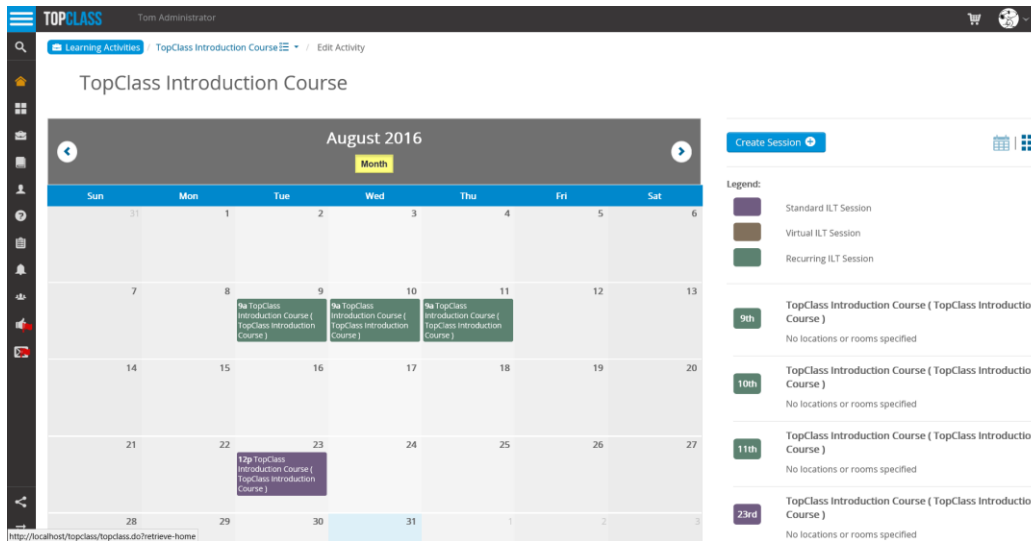 TOPCLASS
Tom Administrator
Learning Activities / TopClass Introduction Course / Edit Activity
TopClass Introduction Course
August 2016
Month
Sun Mon Tue Wed Thu Fri Sat
31 1 2 3 4 5 6
7 8 9 10 11 12 13
9a TopClass
Introduction Course (
TopClass Introduction
Course )
9a TopClass
Introduction Course (
TopClass Introduction
Course )
9a TopClass
Introduction Course (
TopClass Introduction
Course )
14 15 16 17 18 19 20
21 22 23 24 25 26 27
12p TopClass
Introduction Course (
TopClass Introduction
Course )
28 29 30 31 1 2 3
Create Session
Legend:
Standard ILT Session
Virtual ILT Session
Recurring ILT Session
9th
TopClass Introduction Course ( TopClass Introductio
Course )
No locations or rooms specified
10th
TopClass Introduction Course ( TopClass Introductio
Course )
No locations or rooms specified
11th
TopClass Introduction Course ( TopClass Introductio
Course )
No locations or rooms specified
23rd
TopClass Introduction Course ( TopClass Introductio
Course )
No locations or rooms specified
http://localhost/topclass/topclass.do?retrieve-home